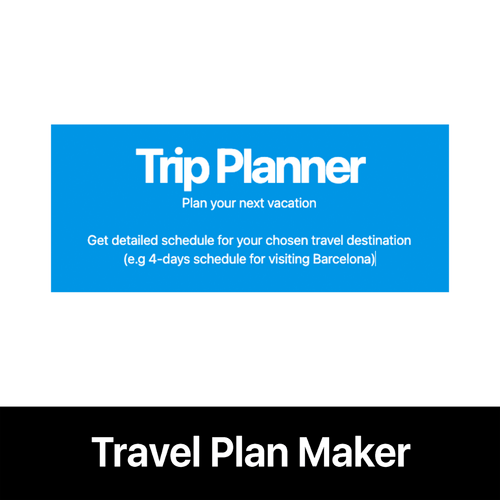 Trip Planner
Plan your next vacation
Get detailed schedule for your chosen travel destination
(e.g 4-days schedule for visiting Barcelona)
Travel Plan Maker